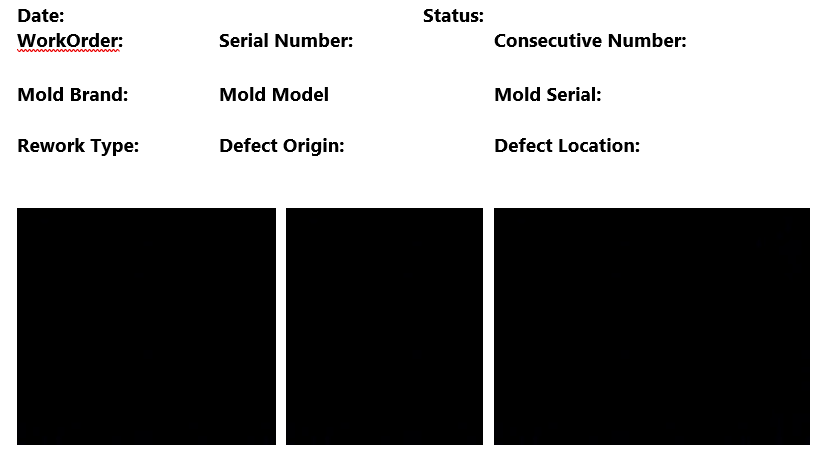 Date: Status:
WorkOrder: Serial Number: Consecutive Number:
Mold Brand: Mold Model Mold Serial:
Rework Type: Defect Origin: Defect Location: